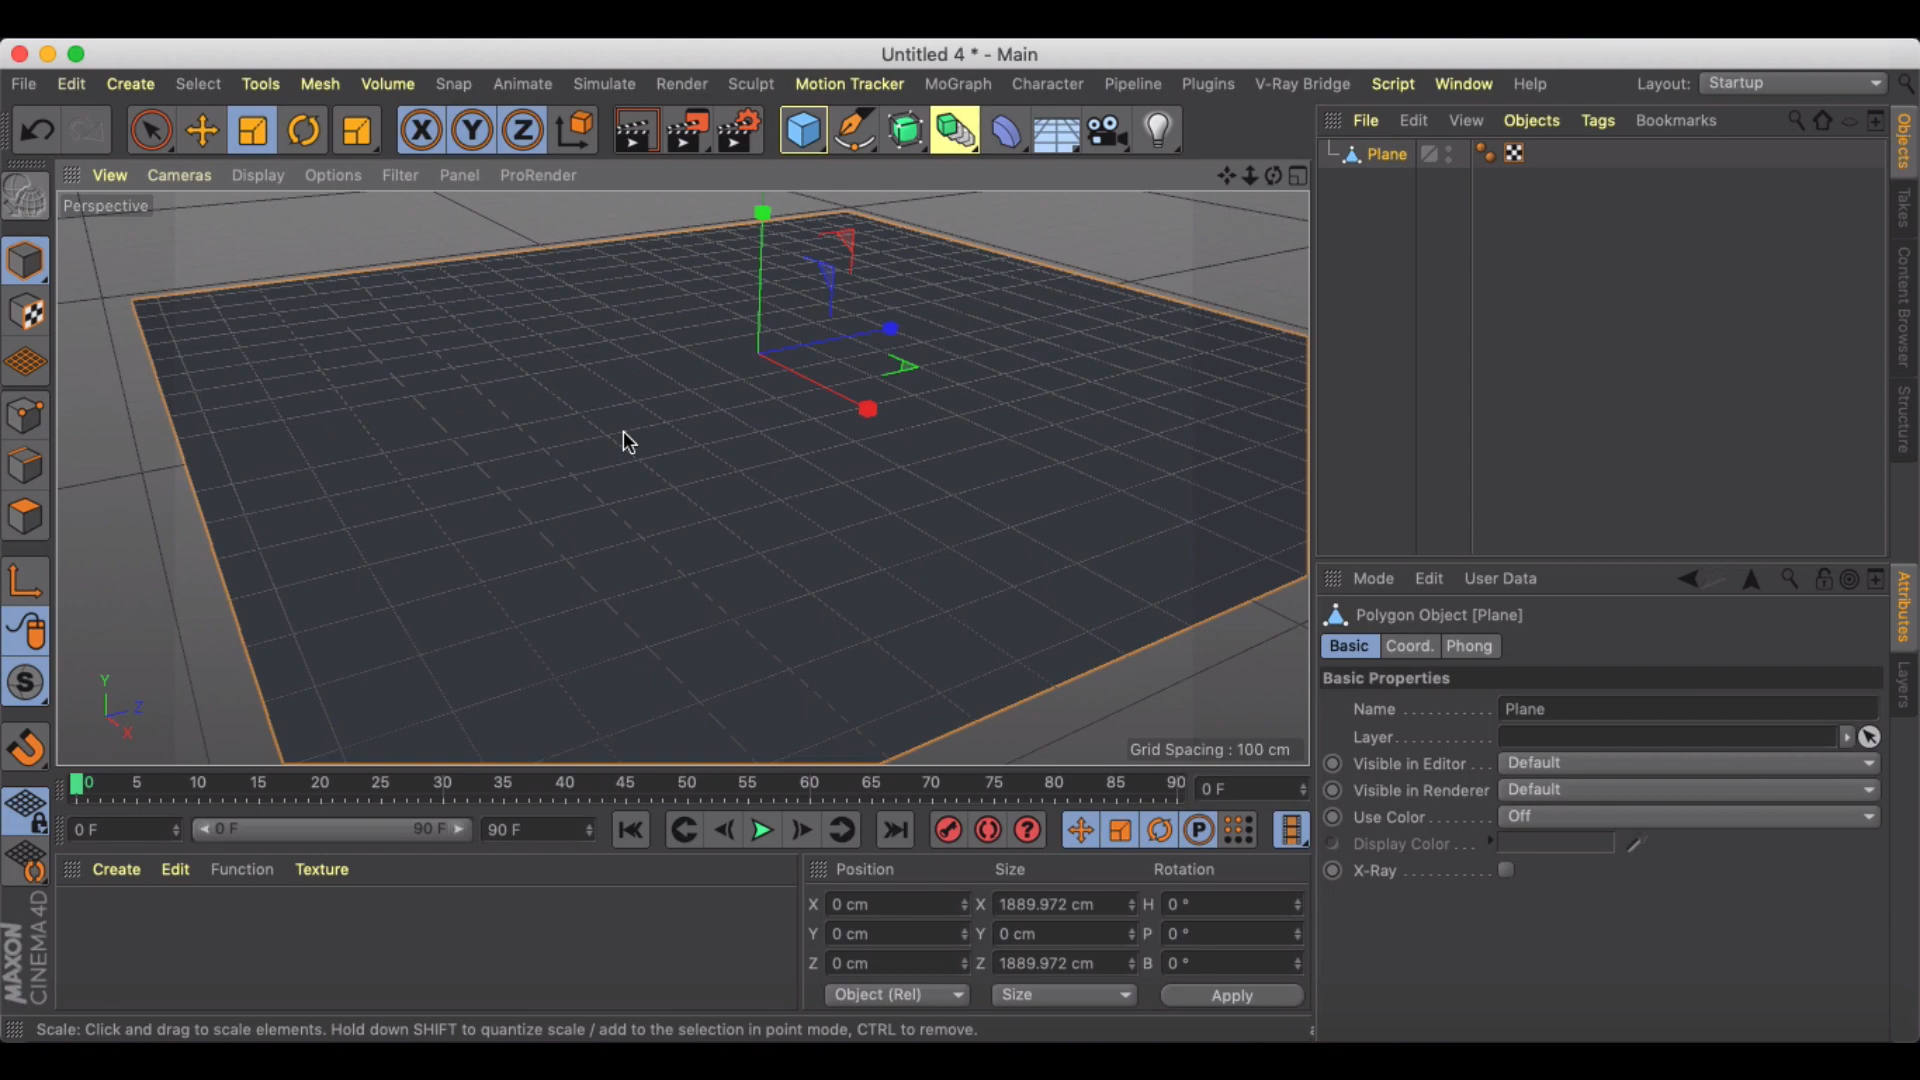 Untitled 4 * - Main
File Edit Create Select Tools Mesh Volume Snap Animate Simulate Render Sculpt Motion Tracker MoGraph Character Pipeline Plugins V-Ray Bridge Script Window Help Layout: Startup
X Y Z
File Edit View Objects Tags Bookmarks
Plane
View Cameras Display Options Filter Panel ProRender
Perspective
Objects
Takes
Content Browser
Structure
Y
Z
X
Grid Spacing : 100 cm
S
Mode Edit User Data
Polygon Object [Plane]
Basic Coord. Phong
Basic Properties
Name . . . . . . . . . . . Plane
Layer . . . . . . . . . . .
Visible in Editor . . . Default
Visible in Renderer Default
Use Color . . . . . . . Off
Display Color . . .
X-Ray . . . . . . . . . .
Attributes
Layers
0 5 10 15 20 25 30 35 40 45 50 55 60 65 70 75 80 85 90 0 F
0 F 0 F 90 F 90 F ? P
Create Edit Function Texture
Position Size Rotation
X 0 cm X 1889.972 cm H 0 °
Y 0 cm Y 0 cm P 0 °
Z 0 cm Z 1889.972 cm B 0 °
Object (Rel) Size Apply
MAXON
CINEMA 4D
Scale: Click and drag to scale elements. Hold down SHIFT to quantize scale / add to the selection in point mode, CTRL to remove.